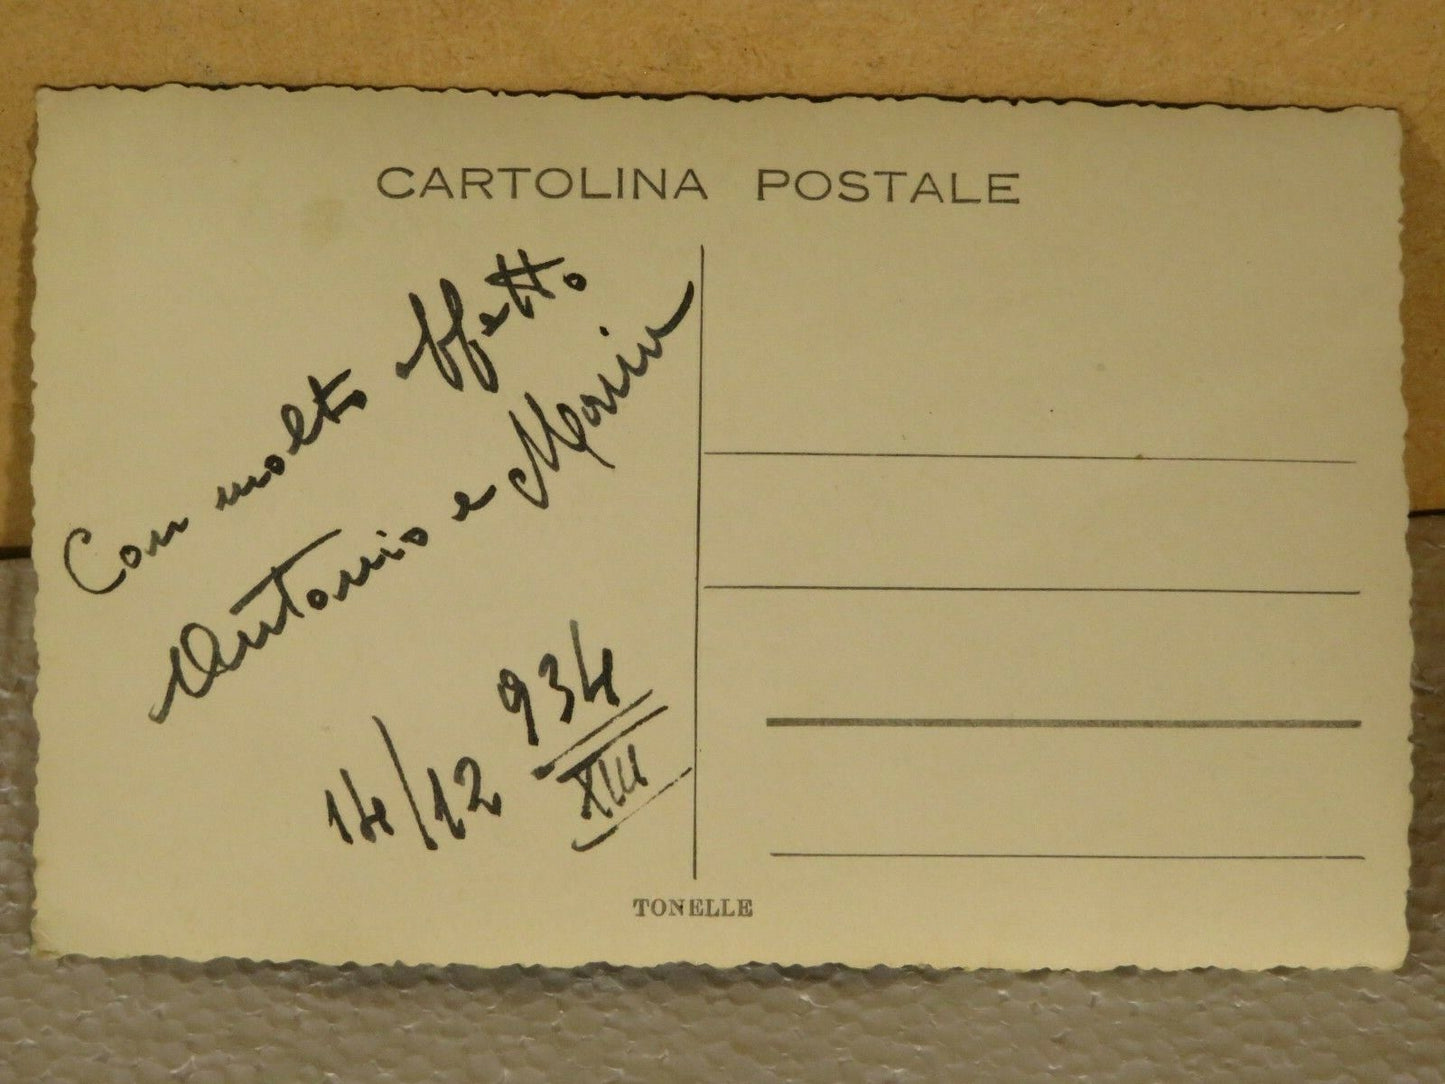 CARTOLINA POSTALE
Con molto affetto
Antonio e Maria
14/12 934
XIII
TONELLE